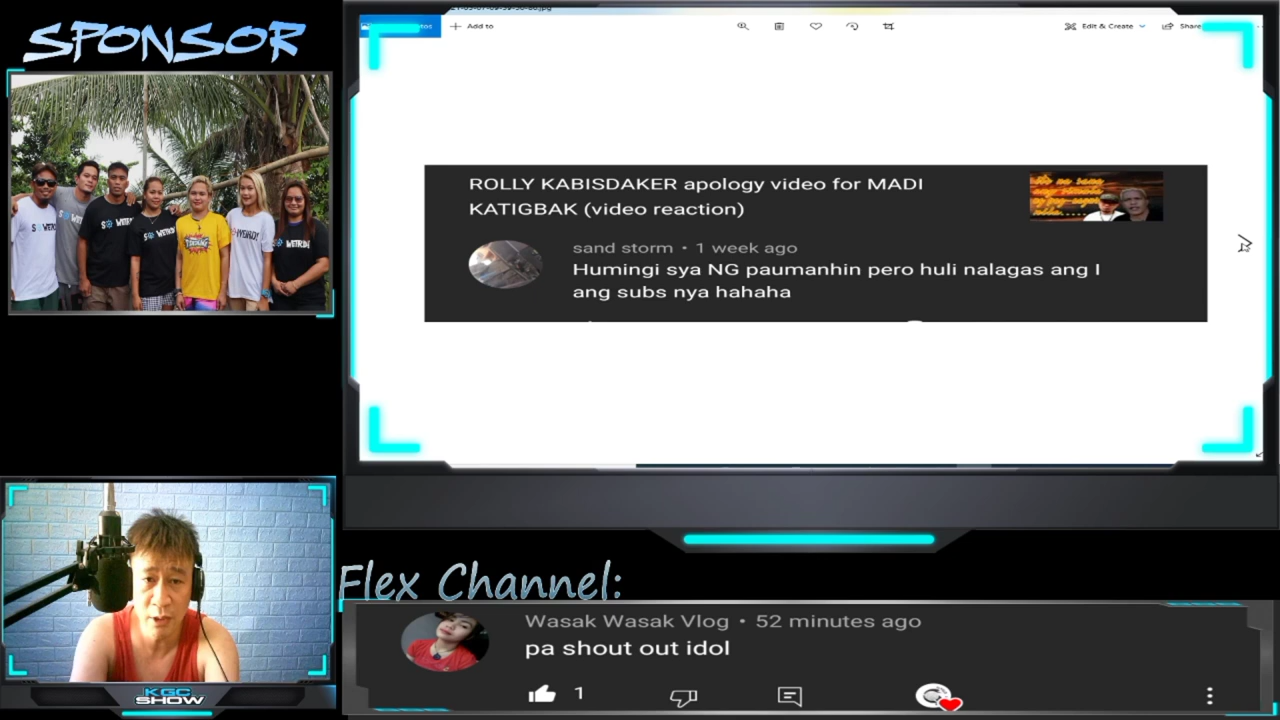 SPONSOR
Add to
Edit & Create
Share
ROLLY KABISDAKER apology video for MADI
KATIGBAK (video reaction)
sand storm • 1 week ago
Humingi sya NG paumanhin pero huli nalagas ang l
ang subs nya hahaha
KGC
SHOW
Flex Channel:
Wasak Wasak Vlog • 52 minutes ago
pa shout out idol
1